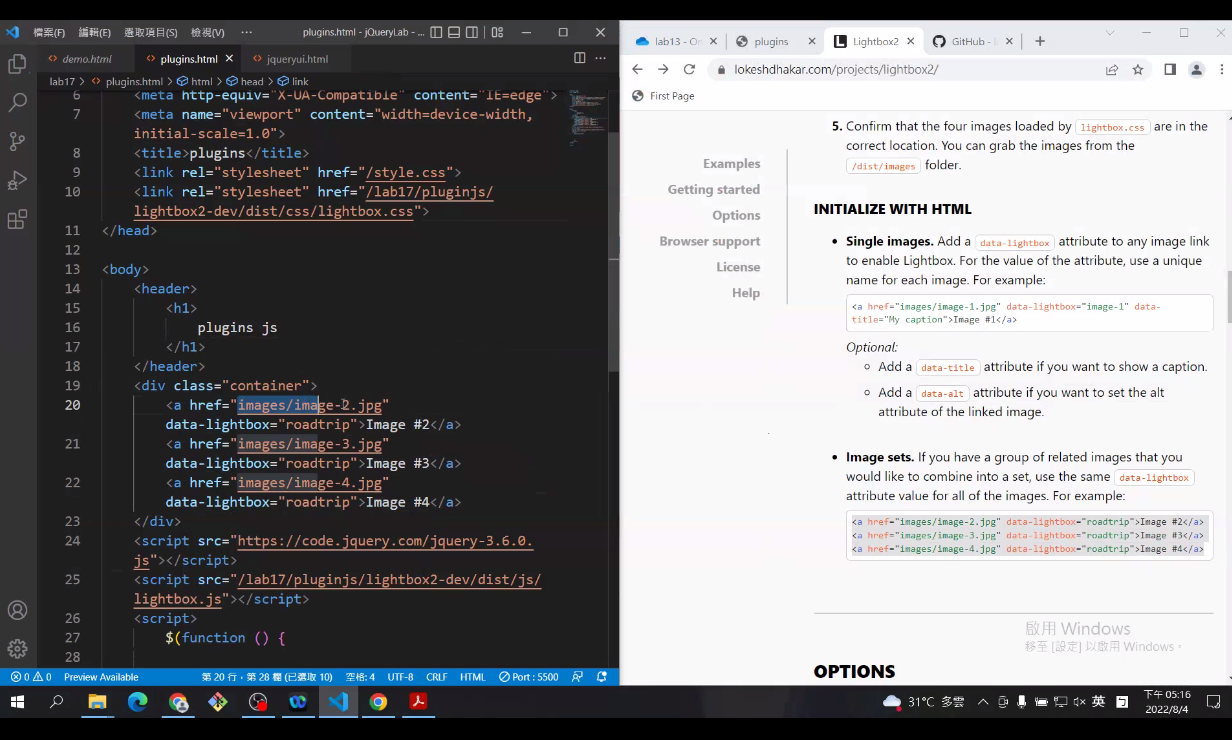 檔案(F) 編輯(E) 選取項目(S) 檢視(V) ··· plugins.html - jQueryLab - ...
demo.html plugins.html jqueryui.html
lab17 > plugins.html > html > head > link
6 <meta http-equiv="X-UA-Compatible" content="IE=edge">
7 <meta name="viewport" content="width=device-width,
initial-scale=1.0">
8 <title>plugins</title>
9 <link rel="stylesheet" href="/style.css">
10 <link rel="stylesheet" href="/lab17/pluginjs/
lightbox2-dev/dist/css/lightbox.css">
11 </head>
12
13 <body>
14 <header>
15 <h1>
16 plugins js
17 </h1>
18 </header>
19 <div class="container">
20 <a href="images/image-2.jpg"
data-lightbox="roadtrip">Image #2</a>
21 <a href="images/image-3.jpg"
data-lightbox="roadtrip">Image #3</a>
22 <a href="images/image-4.jpg"
data-lightbox="roadtrip">Image #4</a>
23 </div>
24 <script src="https://code.jquery.com/jquery-3.6.0.
js"></script>
25 <script src="/lab17/pluginjs/lightbox2-dev/dist/js/
lightbox.js"></script>
26 <script>
27 $(function () {
28
0 0 Preview Available 第 20 行，第 28 欄 (已選取 10) 空格: 4 UTF-8 CRLF HTML Port : 5500
lab13 - On plugins Lightbox2 GitHub - l
lokeshdhakar.com/projects/lightbox2/
First Page
Examples
Getting started
Options
Browser support
License
Help
5. Confirm that the four images loaded by lightbox.css are in the
correct location. You can grab the images from the
/dist/images folder.
INITIALIZE WITH HTML
• Single images. Add a data-lightbox attribute to any image link
to enable Lightbox. For the value of the attribute, use a unique
name for each image. For example:
<a href="images/image-1.jpg" data-lightbox="image-1" data-
title="My caption">Image #1</a>
Optional:
Add a data-title attribute if you want to show a caption.
Add a data-alt attribute if you want to set the alt
attribute of the linked image.
• Image sets. If you have a group of related images that you
would like to combine into a set, use the same data-lightbox
attribute value for all of the images. For example:
<a href="images/image-2.jpg" data-lightbox="roadtrip">Image #2</a>
<a href="images/image-3.jpg" data-lightbox="roadtrip">Image #3</a>
<a href="images/image-4.jpg" data-lightbox="roadtrip">Image #4</a>
啟用 Windows
移至 [設定] 以啟用 Windows。
OPTIONS
31°C 多雲 英 下午 05:16
2022/8/4